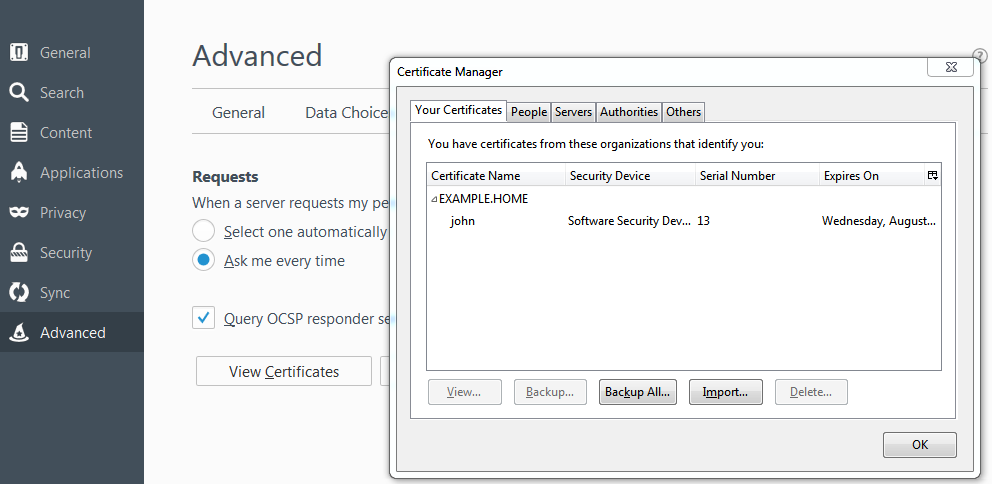 General
Search
Content
Applications
Privacy
Security
Sync
Advanced
Advanced
General Data Choice
Requests
When a server requests my pe
Select one automatically
Ask me every time
Query OCSP responder se
View Certificates
Certificate Manager
Your Certificates People Servers Authorities Others
You have certificates from these organizations that identify you:
Certificate Name Security Device Serial Number Expires On
EXAMPLE.HOME
john Software Security Dev... 13 Wednesday, August...
View... Backup... Backup All... Import... Delete...
OK
?